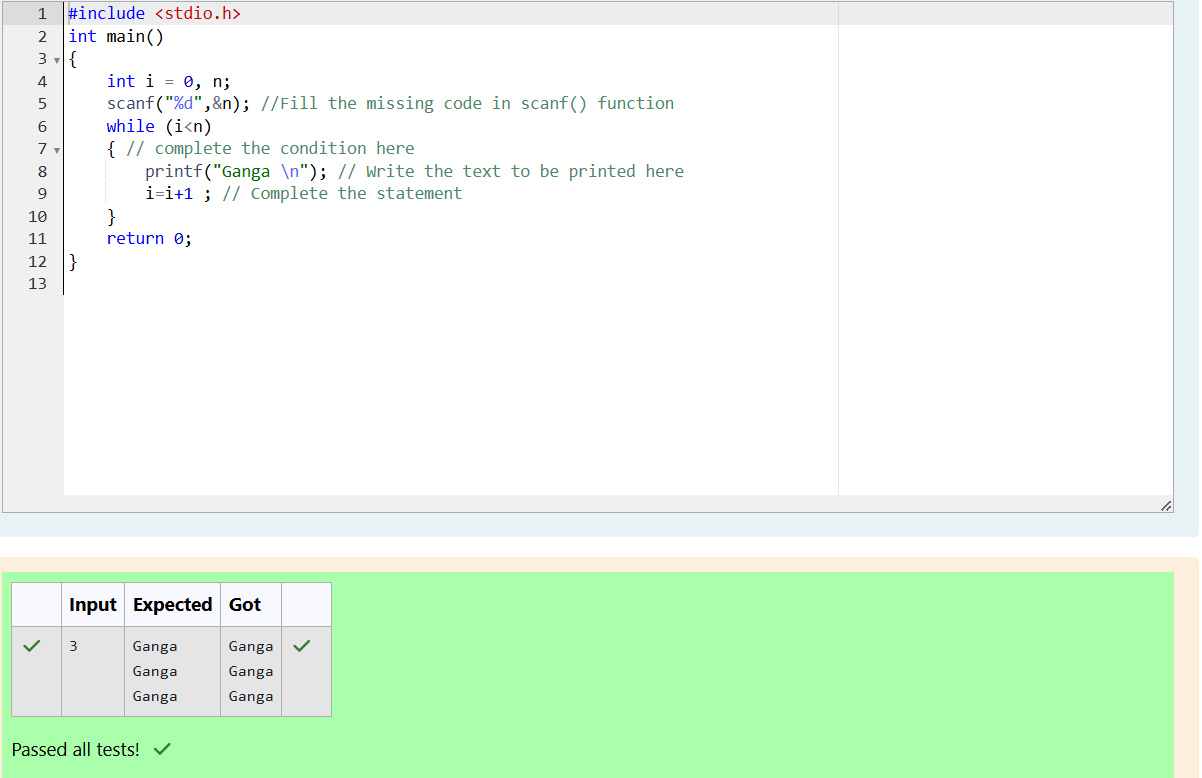 1 #include <stdio.h>
2 int main()
3 {
4     int i = 0, n;
5     scanf("%d",&n); //Fill the missing code in scanf() function
6     while (i<n)
7     { // complete the condition here
8         printf("Ganga \n"); // Write the text to be printed here
9         i=i+1 ; // Complete the statement
10     }
11     return 0;
12 }
13
Input Expected Got
3 Ganga Ganga
Ganga Ganga
Ganga Ganga
Passed all tests!